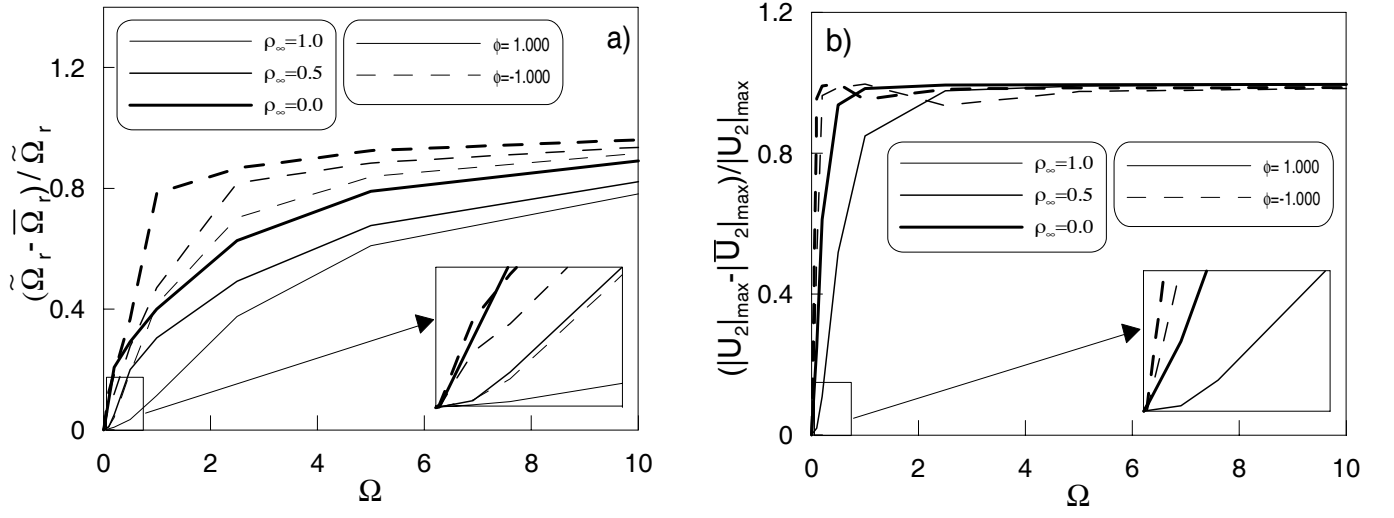 a)
ρ∞=1.0
ρ∞=0.5
ρ∞=0.0
ϕ= 1.000
ϕ=-1.000
1.2
0.8
0.4
0
(Ω̃ r - Ω̅ r)/ Ω̃ r
0 2 4 6 8 10
Ω
b)
1.2
0.8
0.4
0
(|U₂|max-|U̅₂|max)/|U₂|max
ρ∞=1.0
ρ∞=0.5
ρ∞=0.0
ϕ= 1.000
ϕ=-1.000
0 2 4 6 8 10
Ω